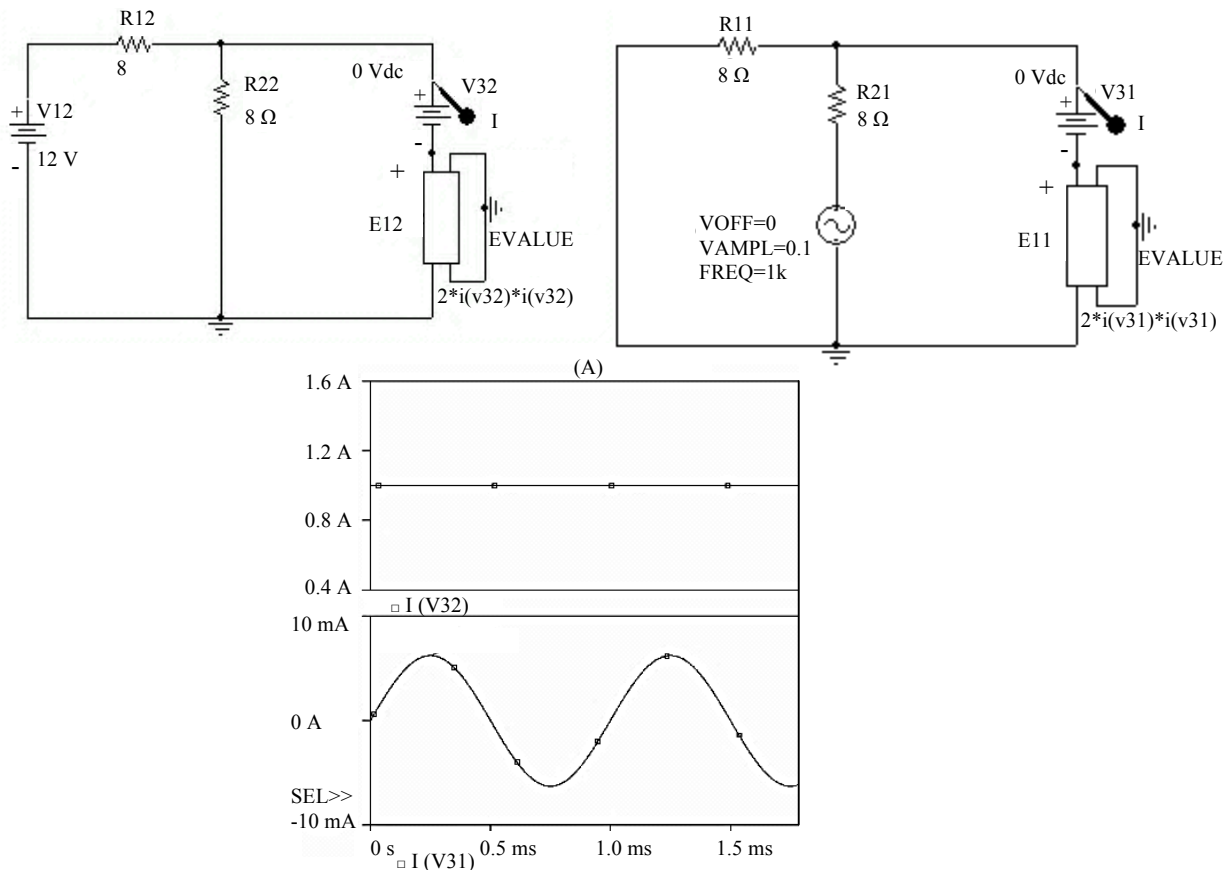 R12
8
R22
8 Ω
0 Vdc
V32
+
-
I
+
V12
12 V
-
+
E12
EVALUE
2*i(v32)*i(v32)
R11
8 Ω
R21
8 Ω
0 Vdc
V31
+
-
I
VOFF=0
VAMPL=0.1
FREQ=1k
+
E11
EVALUE
2*i(v31)*i(v31)
(A)
1.6 A
1.2 A
0.8 A
0.4 A
I (V32)
10 mA
0 A
SEL>>
-10 mA
0 s
0.5 ms
1.0 ms
1.5 ms
I (V31)